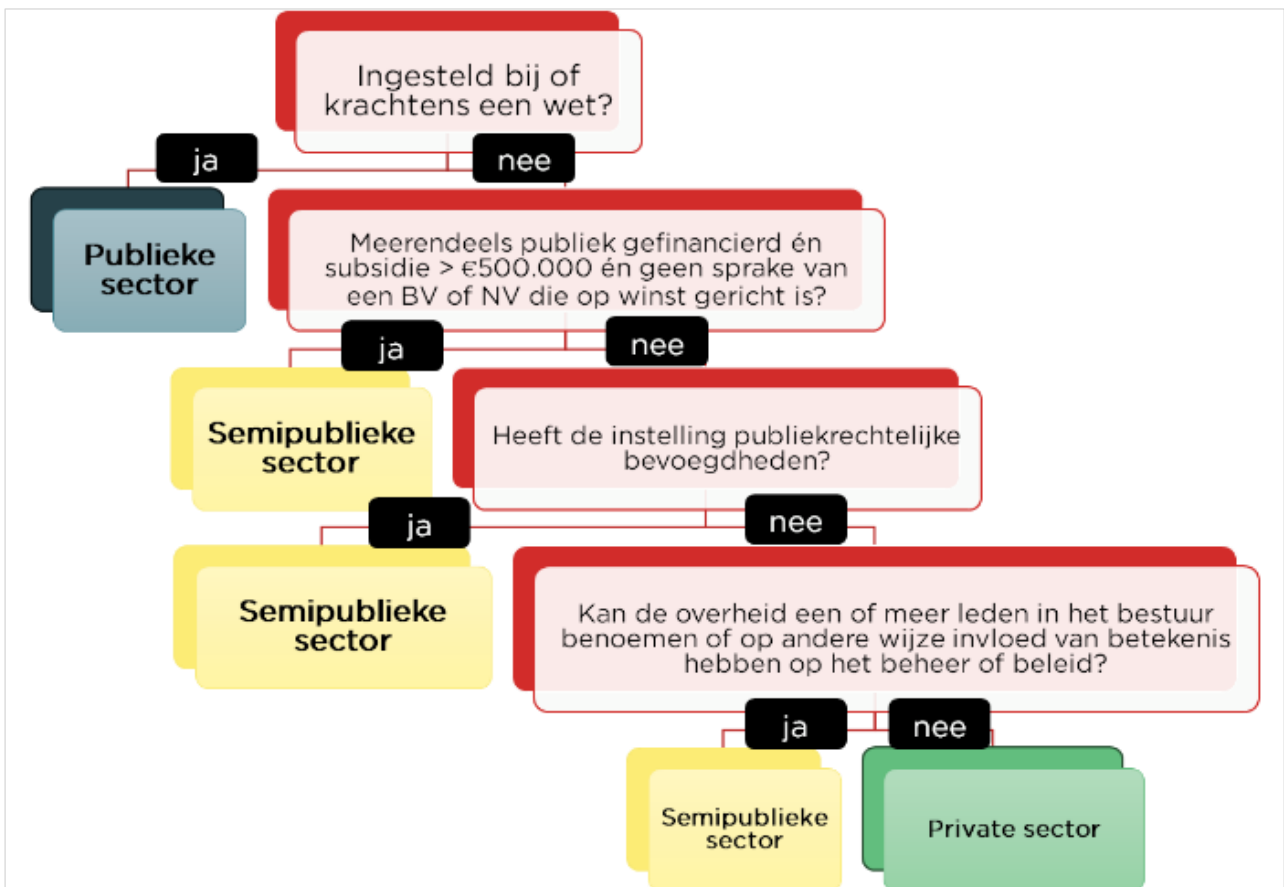 Ingesteld bij of
krachtens een wet?
ja
nee
Publieke
sector
Meerendeels publiek gefinancierd én
subsidie > €500.000 én geen sprake van
een BV of NV die op winst gericht is?
ja
nee
Semipublieke
sector
Heeft de instelling publiekrechtelijke
bevoegdheden?
ja
nee
Semipublieke
sector
Kan de overheid een of meer leden in het bestuur
benoemen of op andere wijze invloed van betekenis
hebben op het beheer of beleid?
ja
nee
Semipublieke
sector
Private sector